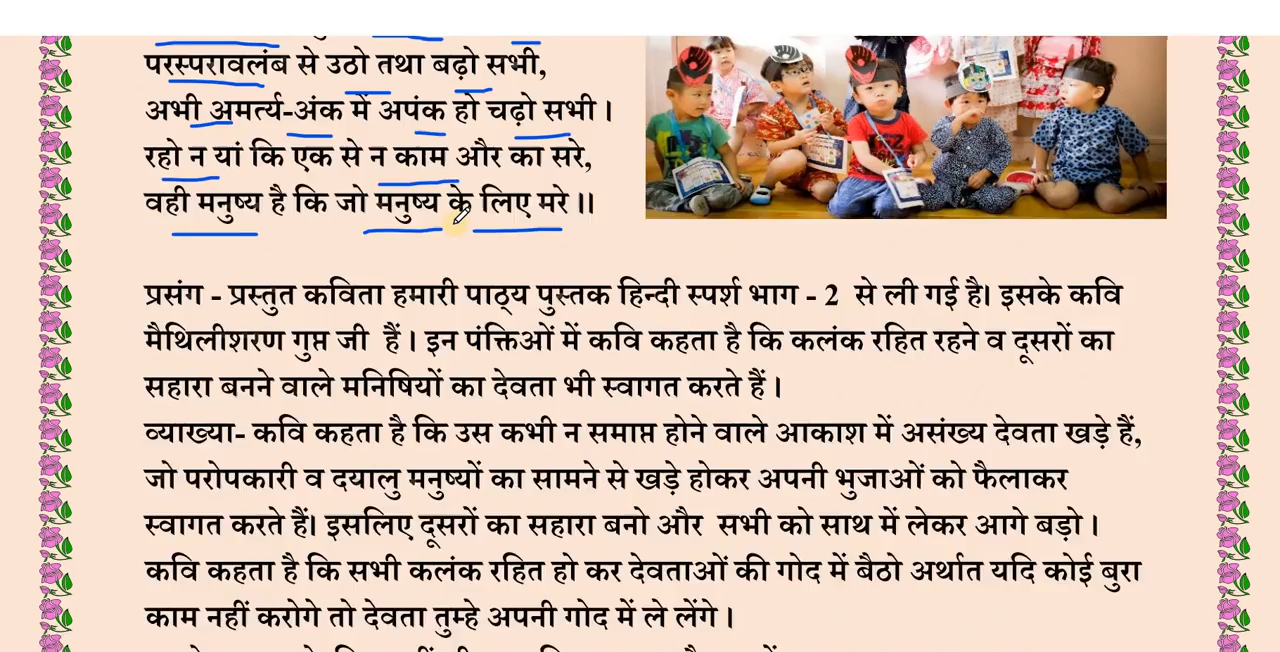 परस्परावलंब से उठो तथा बढ़ो सभी,
अभी अमर्त्य-अंक में अपंक हो चढ़ो सभी ।
रहो न यां कि एक से न काम और का सरे,
वही मनुष्य है कि जो मनुष्य के लिए मरे ।।
प्रसंग - प्रस्तुत कविता हमारी पाठ्य पुस्तक हिन्दी स्पर्श भाग - 2 से ली गई है। इसके कवि
मैथिलीशरण गुप्त जी हैं । इन पंक्तिओं में कवि कहता है कि कलंक रहित रहने व दूसरों का
सहारा बनने वाले मनिषियों का देवता भी स्वागत करते हैं ।
व्याख्या- कवि कहता है कि उस कभी न समाप्त होने वाले आकाश में असंख्य देवता खड़े हैं,
जो परोपकारी व दयालु मनुष्यों का सामने से खड़े होकर अपनी भुजाओं को फैलाकर
स्वागत करते हैं। इसलिए दूसरों का सहारा बनो और सभी को साथ में लेकर आगे बड़ो ।
कवि कहता है कि सभी कलंक रहित हो कर देवताओं की गोद में बैठो अर्थात यदि कोई बुरा
काम नहीं करोगे तो देवता तुम्हे अपनी गोद में ले लेंगे ।